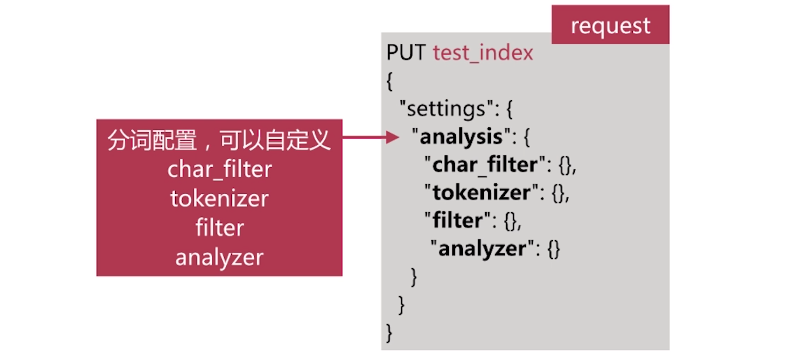 request
PUT test_index
{
"settings": {
"analysis": {
"char_filter": {},
"tokenizer": {},
"filter": {},
"analyzer": {}
}
}
}
分词配置，可以自定义
char_filter
tokenizer
filter
analyzer